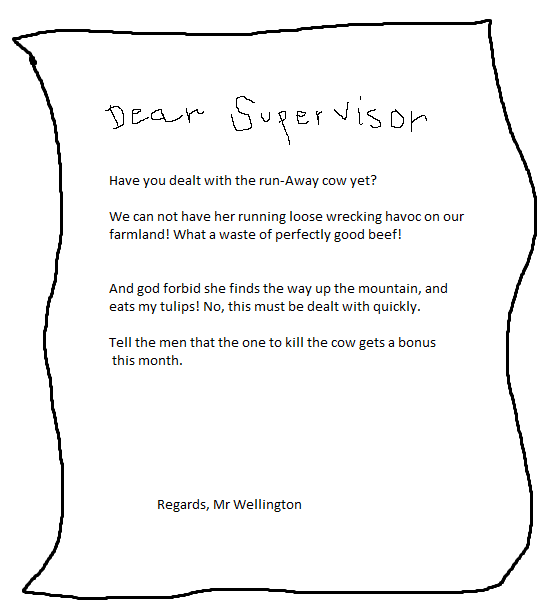 Dear Supervisor
Have you dealt with the run-Away cow yet?
We can not have her running loose wrecking havoc on our
farmland! What a waste of perfectly good beef!
And god forbid she finds the way up the mountain, and
eats my tulips! No, this must be dealt with quickly.
Tell the men that the one to kill the cow gets a bonus
this month.
Regards, Mr Wellington